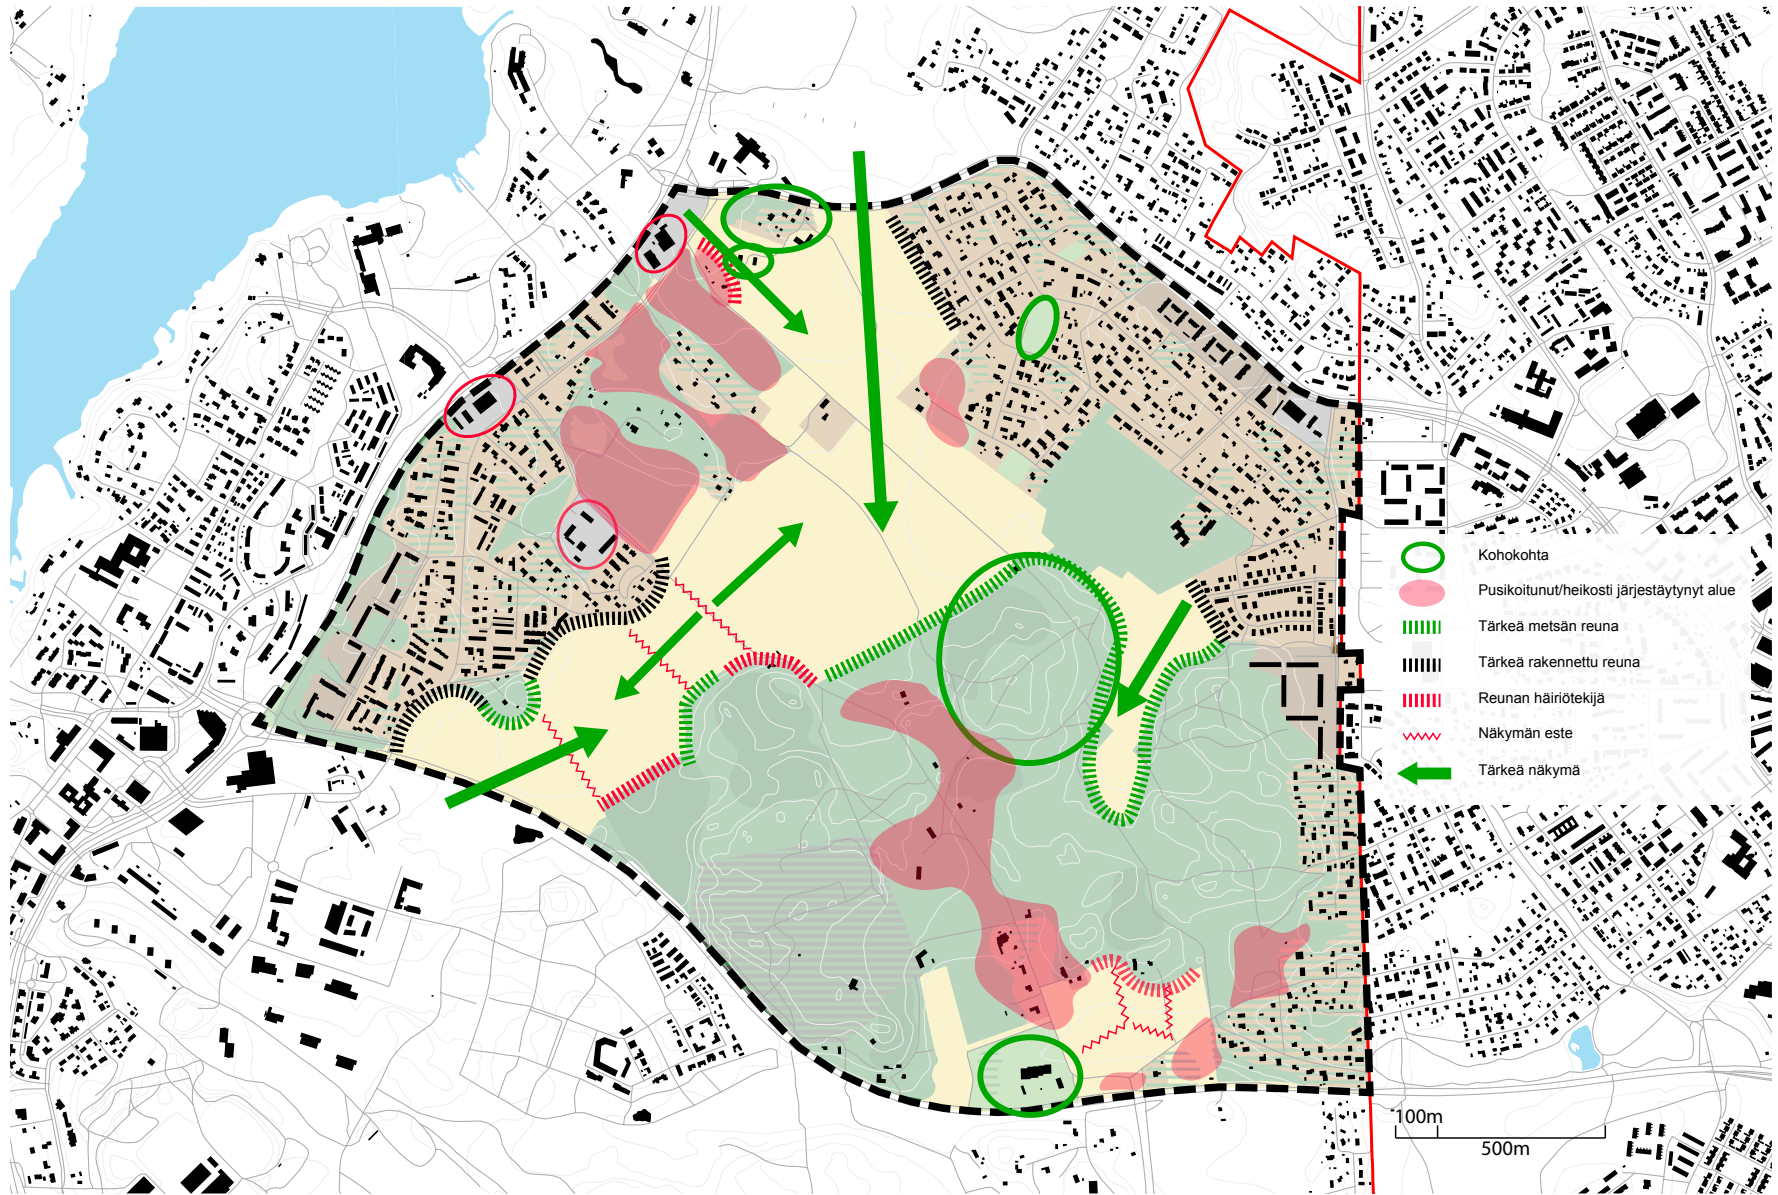 Kohokohta
Pusikoitunut/heikosti järjestäytynyt alue
Tärkeä metsän reuna
Tärkeä rakennettu reuna
Reunan häiriötekijä
Näkymän este
Tärkeä näkymä
100m
500m